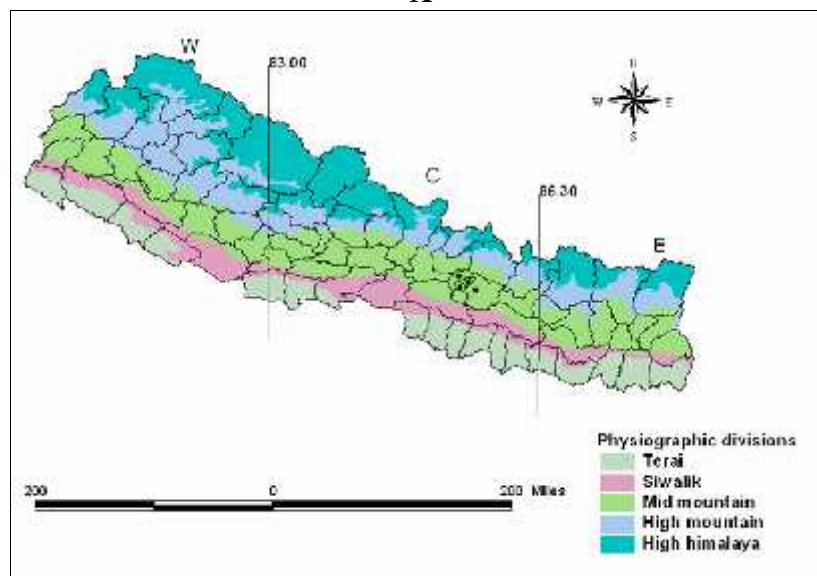 W
83.00
N
W E
S
C
86.30
E
Physiographic divisions
Terai
Siwalik
Mid mountain
High mountain
High himalaya
200 0 200 Miles